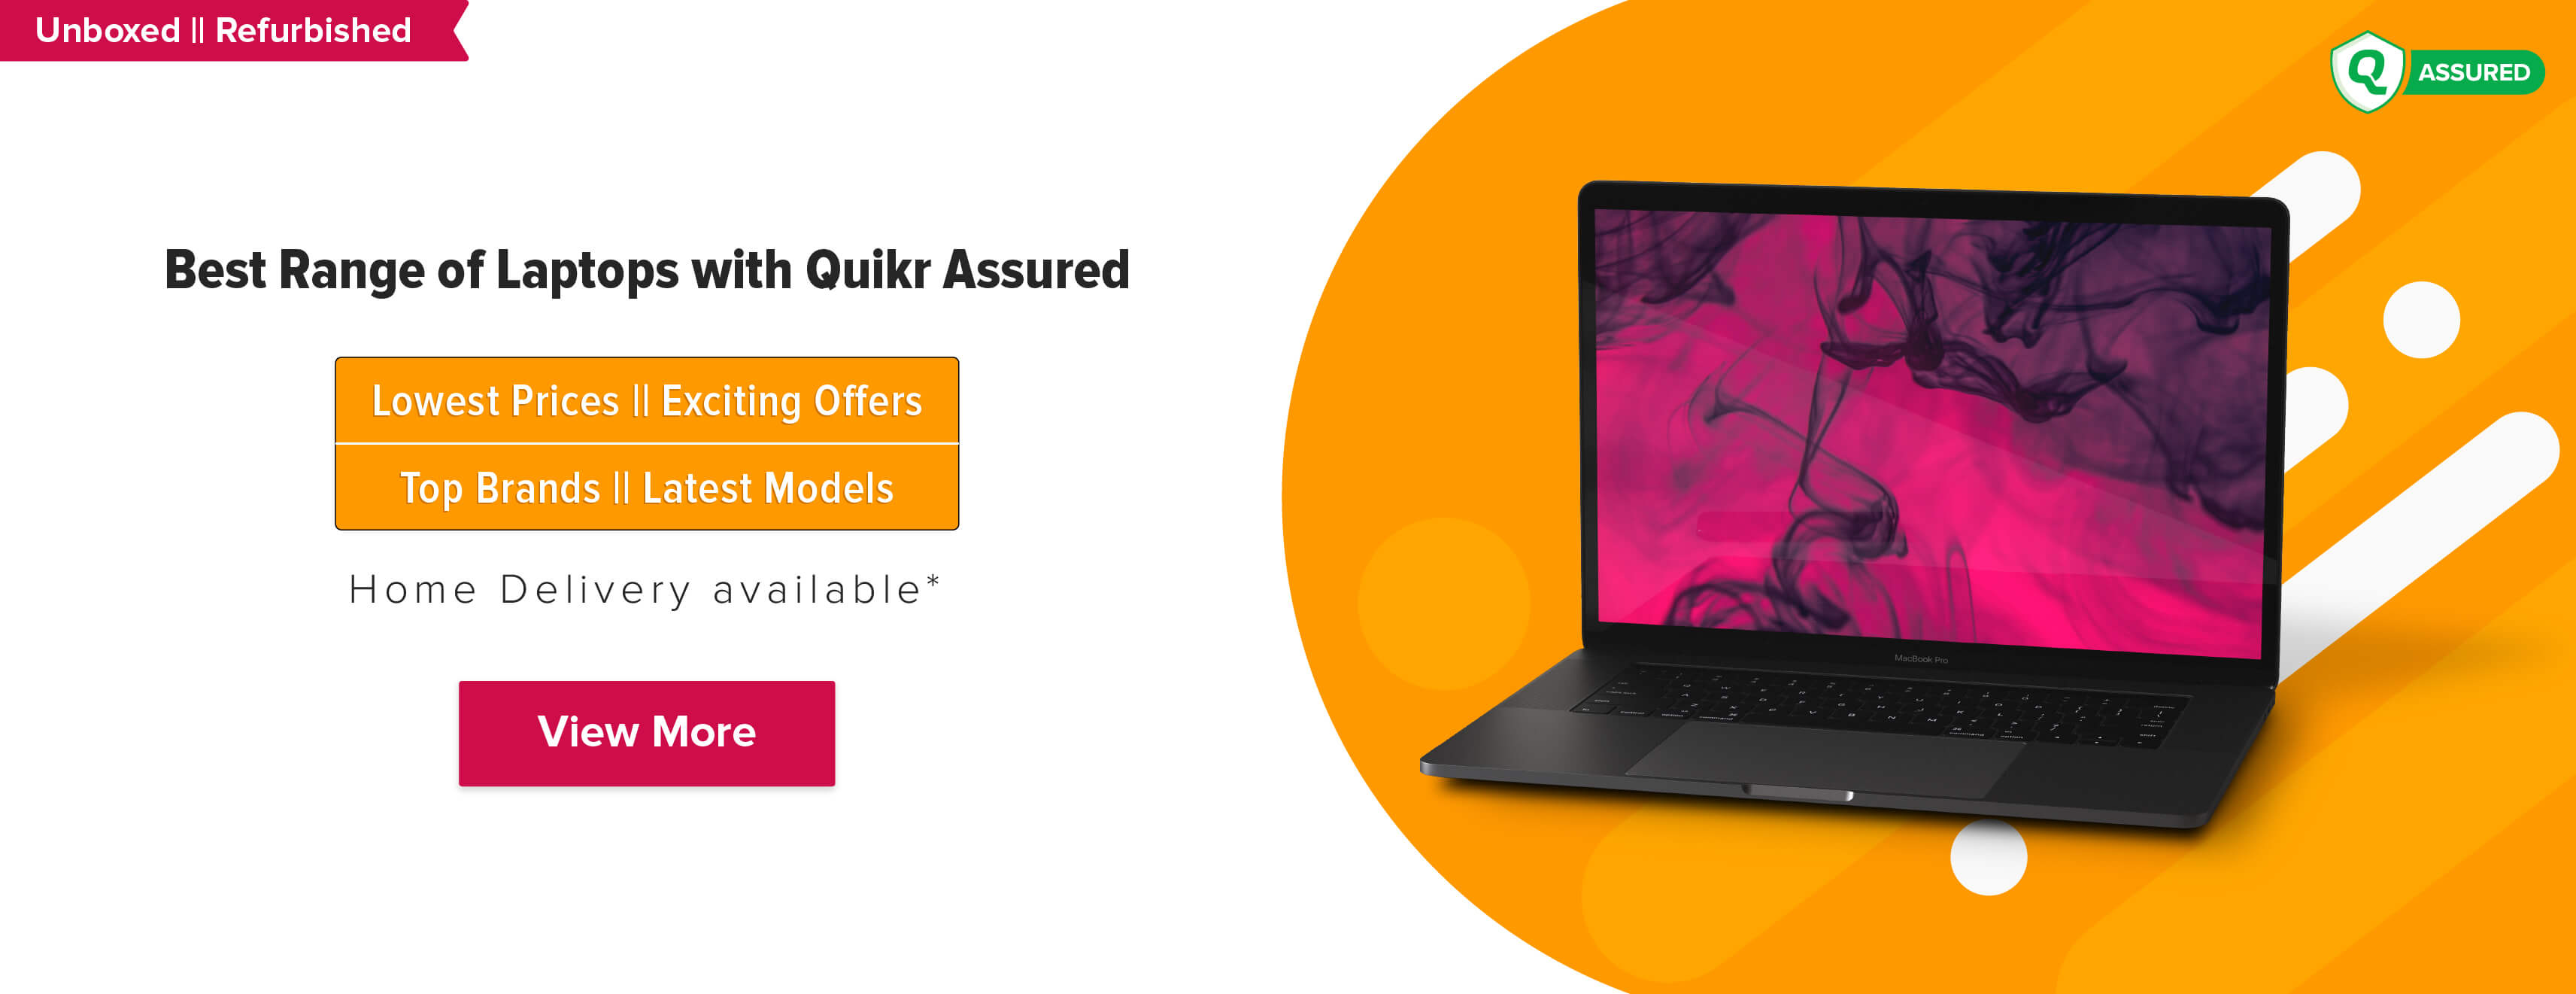 Unboxed || Refurbished
Q ASSURED
Best Range of Laptops with Quikr Assured
Lowest Prices || Exciting Offers
Top Brands || Latest Models
Home Delivery available*
View More
MacBook Pro